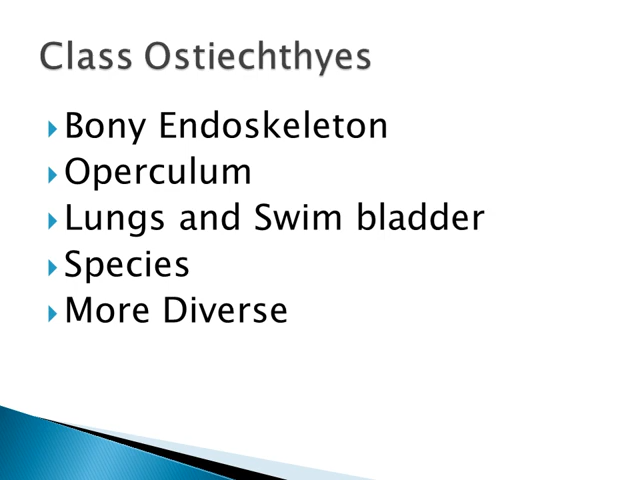 Class Ostiechthyes
Bony Endoskeleton
Operculum
Lungs and Swim bladder
Species
More Diverse